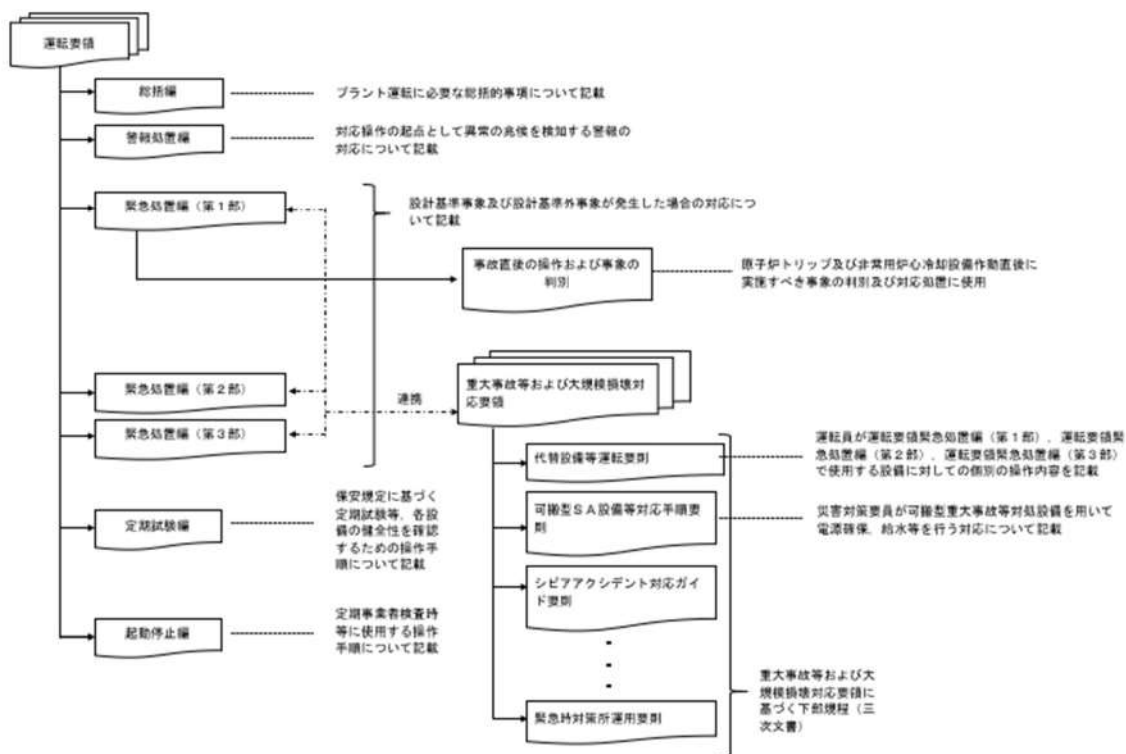 運転要領
総括編
プラント運転に必要な総括的事項について記載
警報処置編
対応操作の起点として異常の兆候を検知する警報の
対応について記載
緊急処置編（第１部）
設計基準事象及び設計基準外事象が発生した場合の対応につ
いて記載
事故直後の操作および事象の
判別
原子炉トリップ及び非常用炉心冷却設備作動直後に
実施すべき事象の判別及び対応処置に使用
緊急処置編（第２部）
緊急処置編（第３部）
連携
重大事故等および大規模損壊対
応要領
代替設備等運転要則
運転員が運転要領緊急処置編（第１部）、運転要領緊
急処置編（第２部）、運転要領緊急処置編（第３部）
で使用する設備に対しての個別の操作内容を記載
可搬型ＳＡ設備等対応手順要
則
災害対策要員が可搬型重大事故等対処設備を用いて
電源確保、給水等を行う対応について記載
シビアアクシデント対応ガイ
ド要則
緊急時対策所運用要則
重大事故等および大
規模損壊対応要領に
基づく下部規程（三
次文書）
定期試験編
保安規定に基づく
定期試験等、各設
備の健全性を確認
するための操作手
順について記載
起動停止編
定期事業者検査時
等に使用する操作
手順について記載